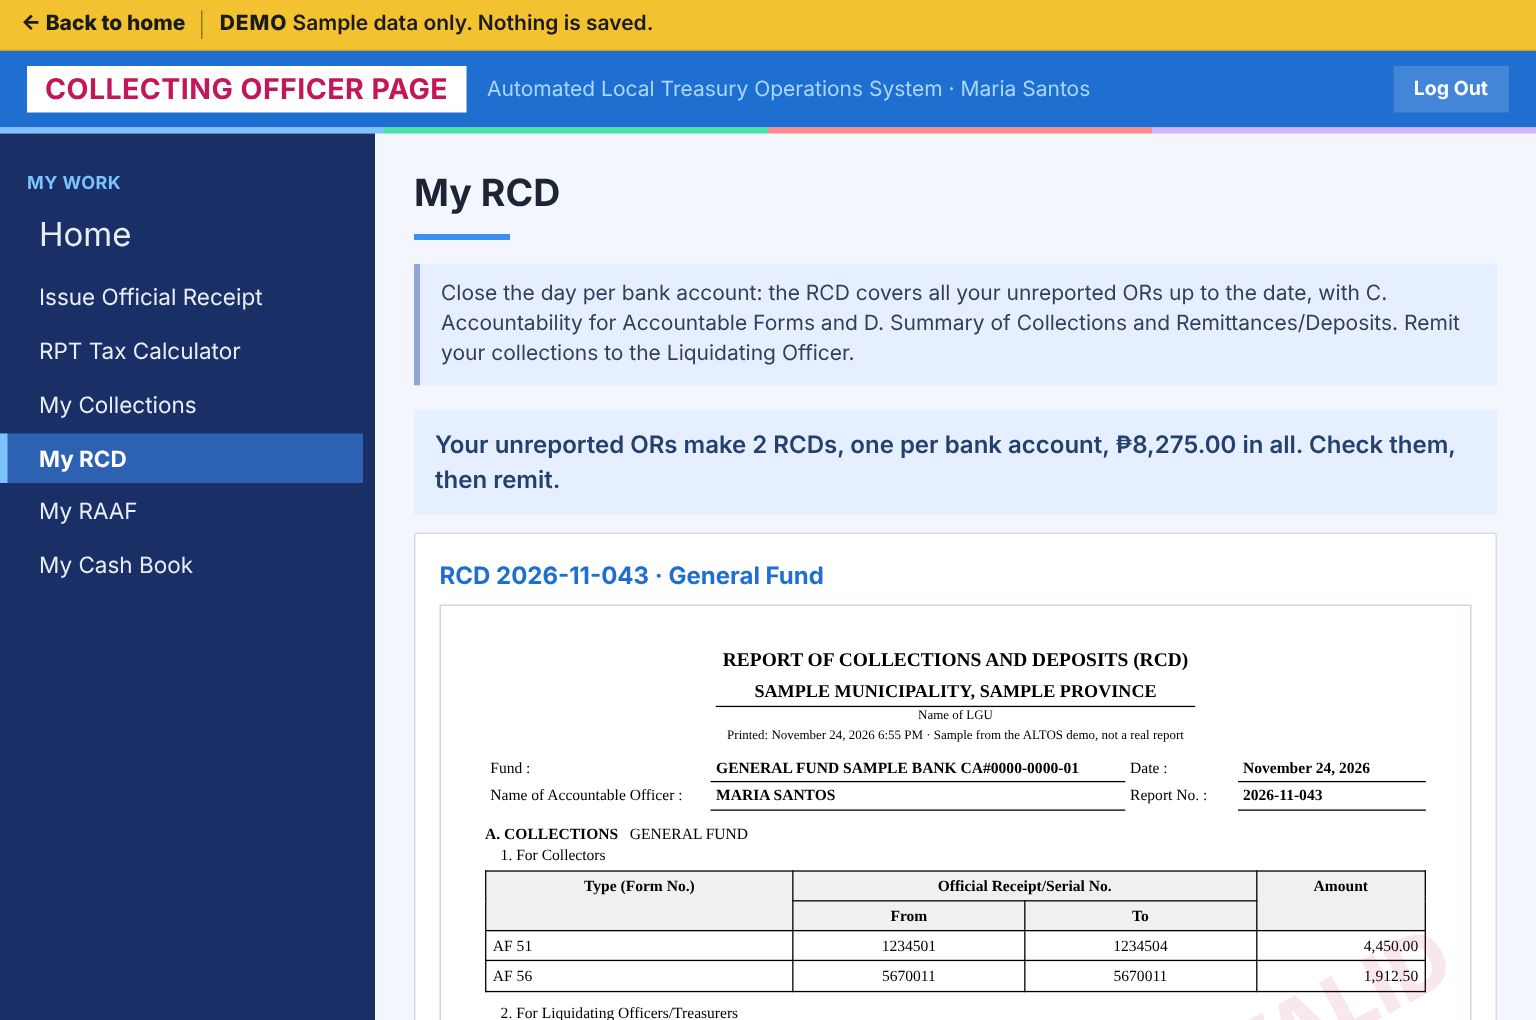 ← Back to home
DEMO Sample data only. Nothing is saved.
COLLECTING OFFICER PAGE
Automated Local Treasury Operations System · Maria Santos
Log Out
MY WORK
Home
Issue Official Receipt
RPT Tax Calculator
My Collections
My RCD
My RAAF
My Cash Book
My RCD
Close the day per bank account: the RCD covers all your unreported ORs up to the date, with C.
Accountability for Accountable Forms and D. Summary of Collections and Remittances/Deposits. Remit
your collections to the Liquidating Officer.
Your unreported ORs make 2 RCDs, one per bank account, ₱8,275.00 in all. Check them,
then remit.
RCD 2026-11-043 · General Fund
REPORT OF COLLECTIONS AND DEPOSITS (RCD)
SAMPLE MUNICIPALITY, SAMPLE PROVINCE
Name of LGU
Printed: November 24, 2026 6:55 PM · Sample from the ALTOS demo, not a real report
Fund : GENERAL FUND SAMPLE BANK CA#0000-0000-01 Date : November 24, 2026
Name of Accountable Officer : MARIA SANTOS Report No. : 2026-11-043
A. COLLECTIONS GENERAL FUND
1. For Collectors
Type (Form No.) Official Receipt/Serial No. Amount
From To
AF 51 1234501 1234504 4,450.00
AF 56 5670011 5670011 1,912.50
2. For Liquidating Officers/Treasurers